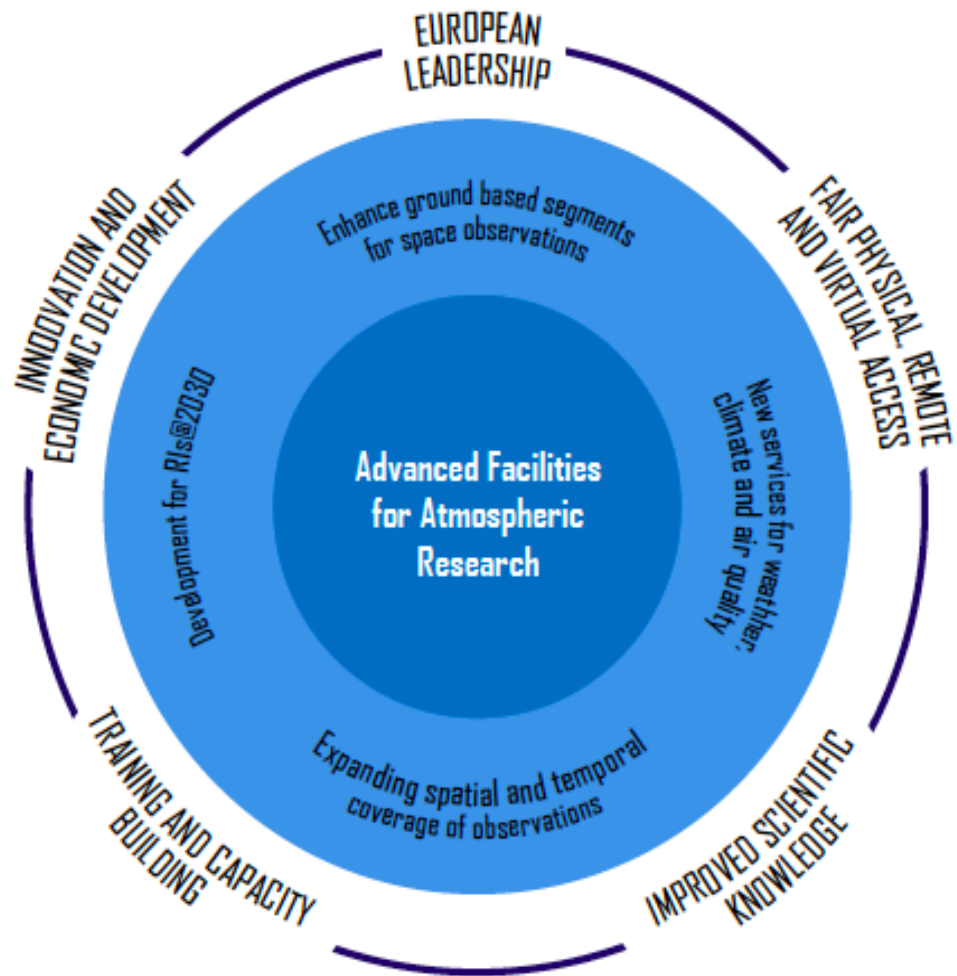 EUROPEAN
LEADERSHIP
FAIR PHYSICAL, REMOTE
AND VIRTUAL ACCESS
IMPROVED SCIENTIFIC
KNOWLEDGE
TRAINING AND CAPACITY
BUILDING
INNOOVATION AND
ECONOMIC DEVELOPMENT
Enhance ground based segments
for space observations
New services for weathher,
climate and air quality
Expanding spatial and temporal
coverage of observations
Development for RIs@2030
Advanced Facilities
for Atmospheric
Research